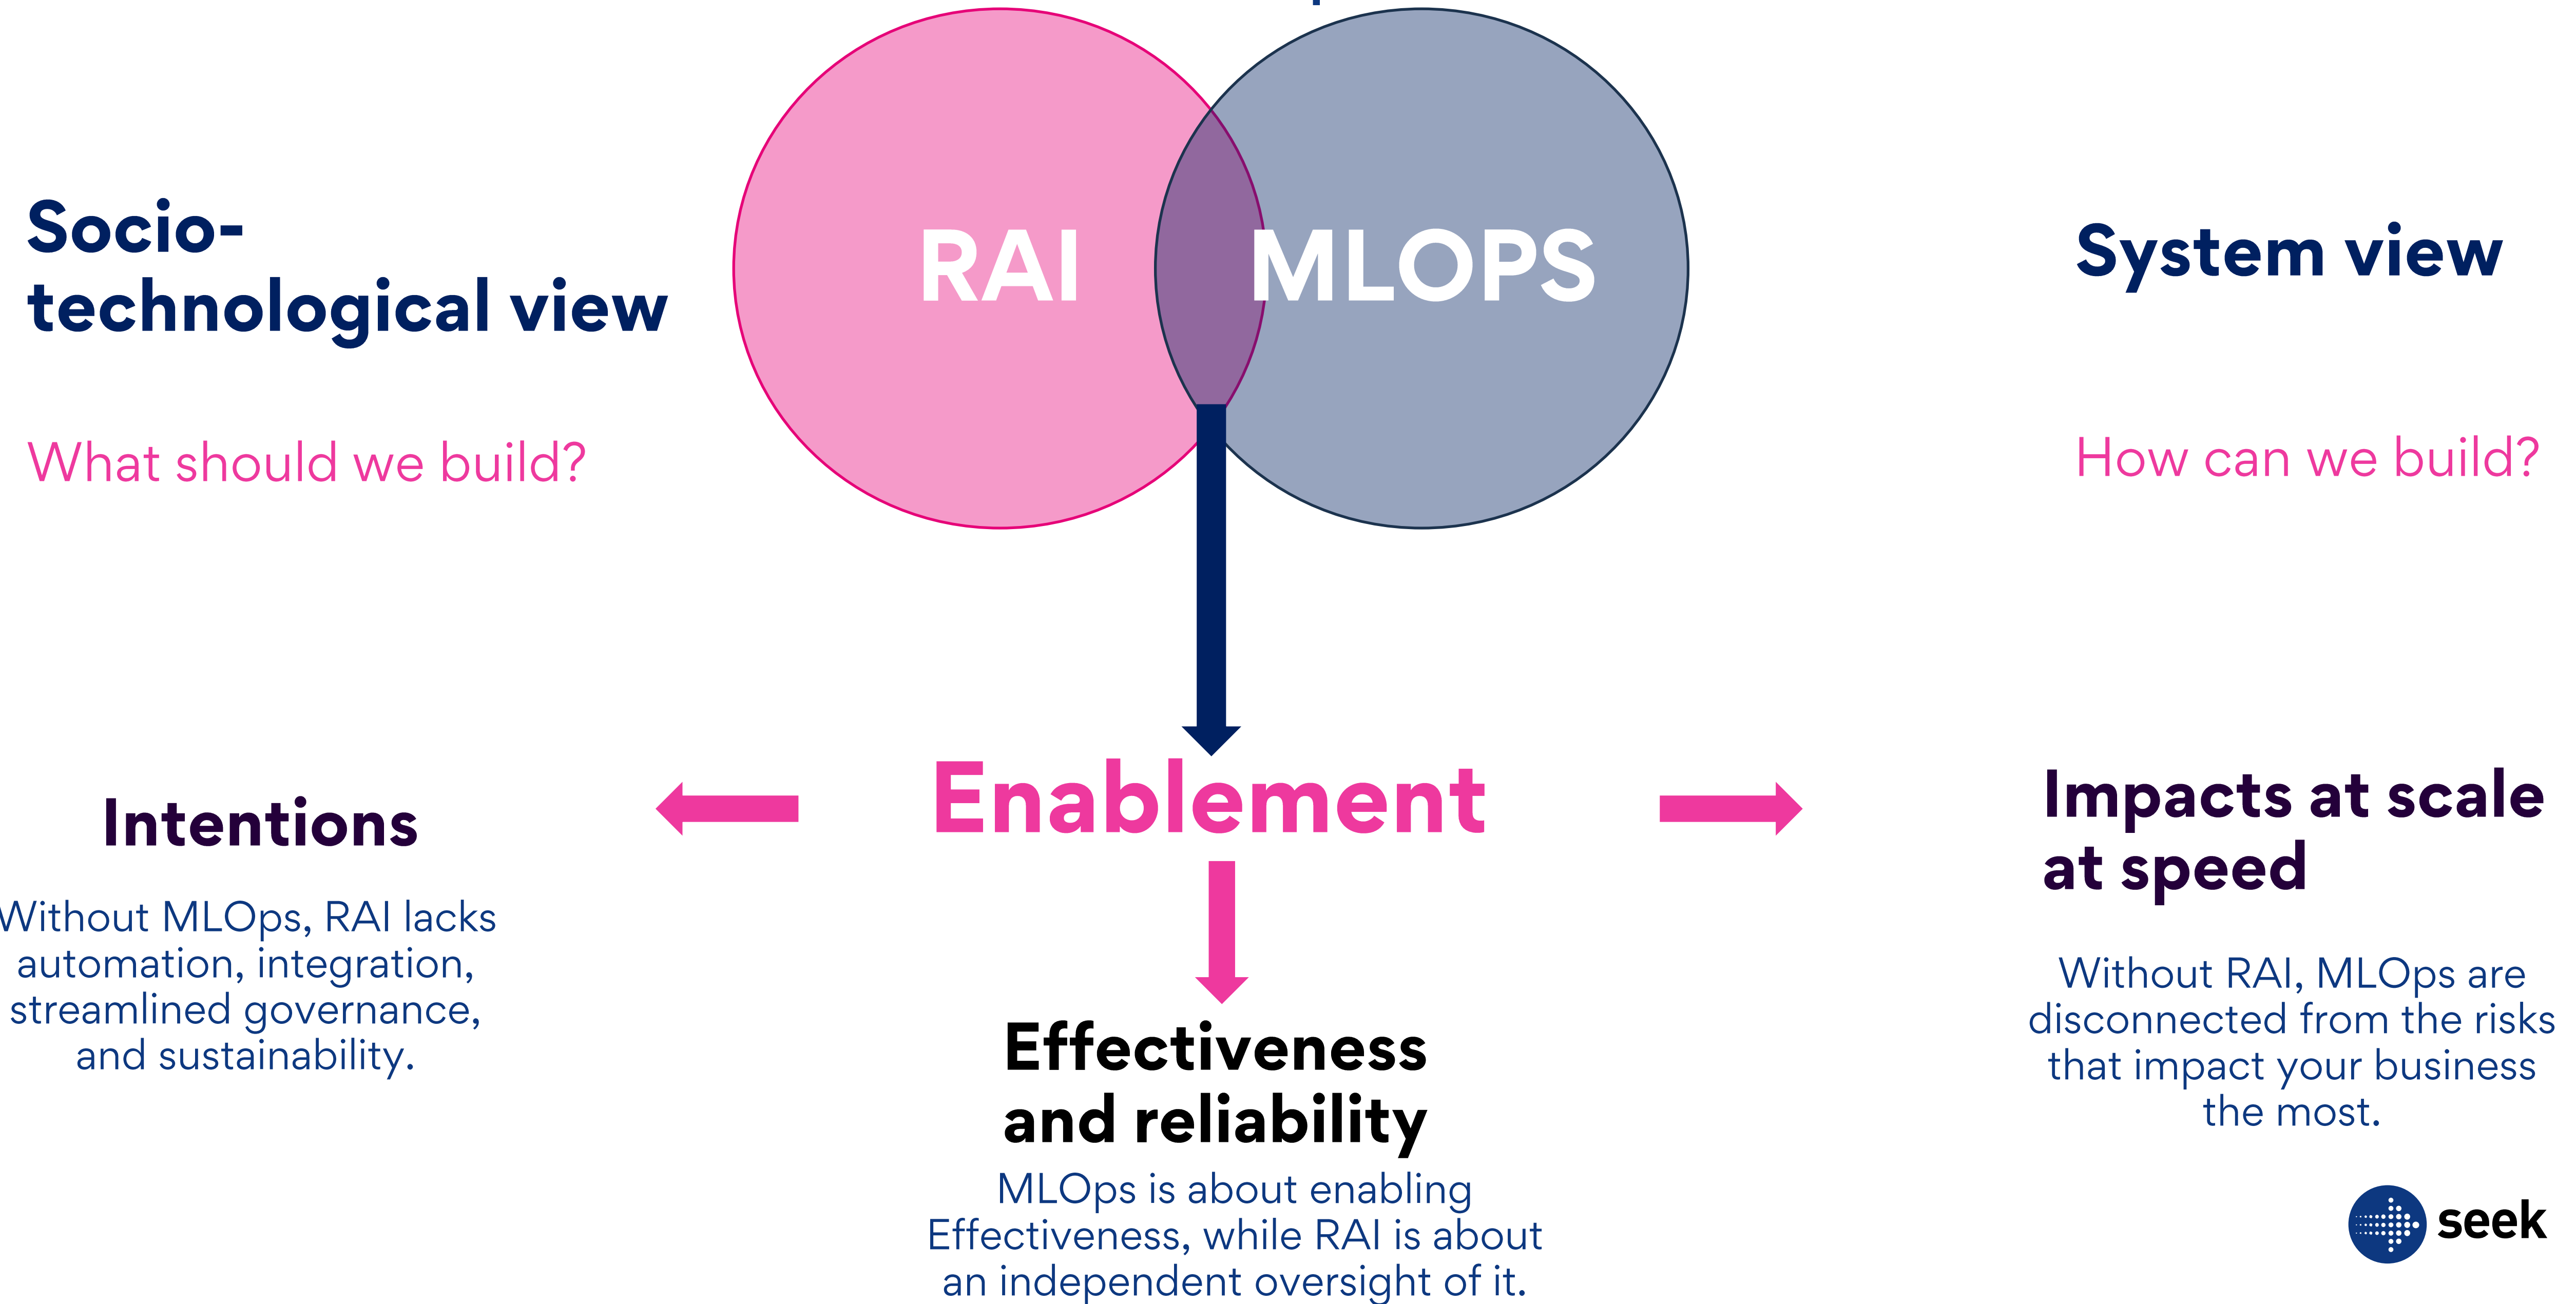 RAI
MLOPS
Socio-
technological view
What should we build?
System view
How can we build?
Enablement
Intentions
Without MLOps, RAI lacks
automation, integration,
streamlined governance,
and sustainability.
Effectiveness
and reliability
MLOps is about enabling
Effectiveness, while RAI is about
an independent oversight of it.
Impacts at scale
at speed
Without RAI, MLOps are
disconnected from the risks
that impact your business
the most.
seek